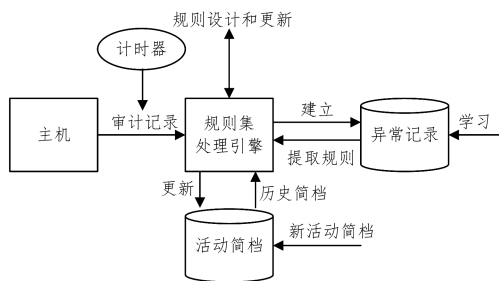 规则设计和更新
计时器
主机
审计记录
规则集
处理引擎
建立
提取规则
异常记录
学习
更新
历史简档
活动简档
新活动简档